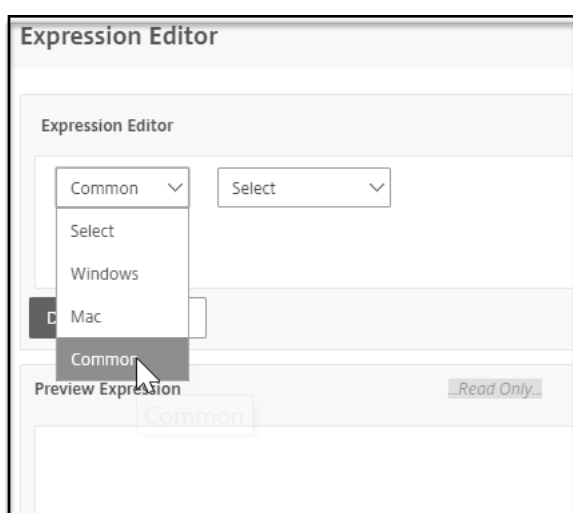 Expression Editor
Expression Editor
Common Select
Select
Windows
D Mac
Common
Preview Expression ...Read Only...
Common